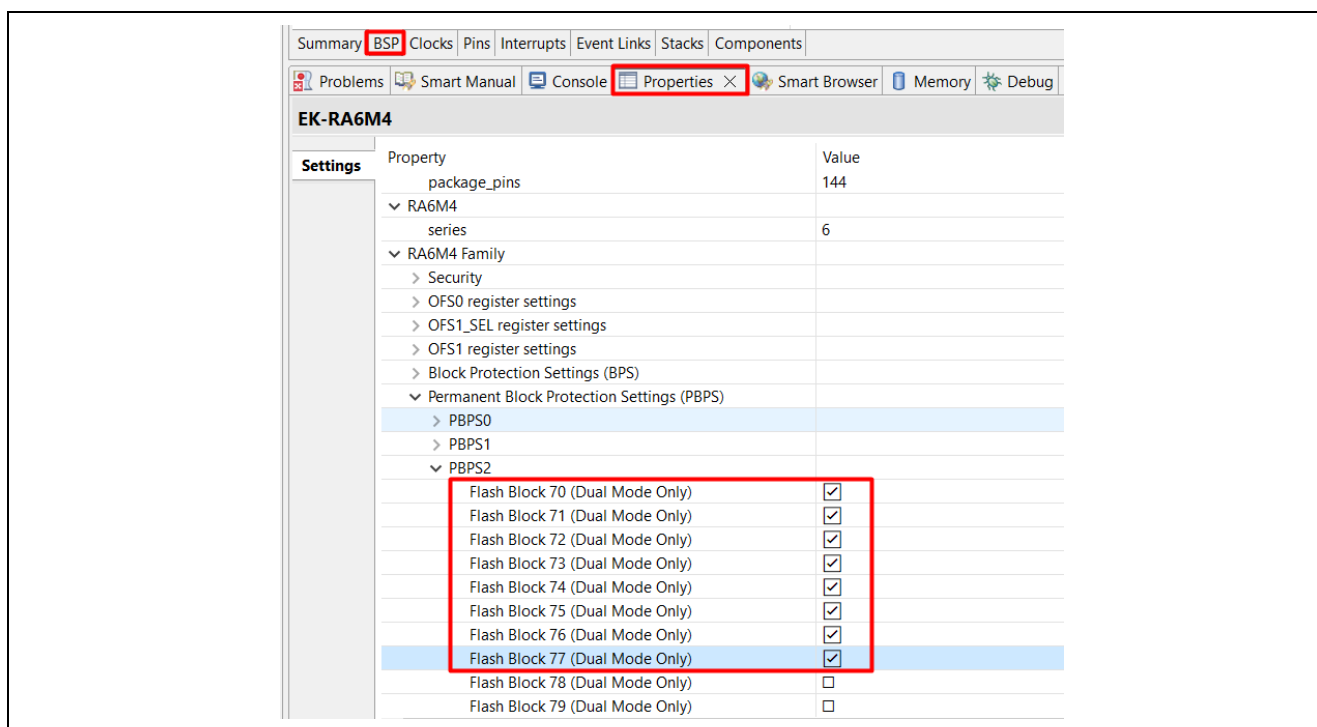 Summary BSP Clocks Pins Interrupts Event Links Stacks Components
Problems Smart Manual Console Properties Smart Browser Memory Debug
EK-RA6M4
Settings
Property Value
package_pins 144
RA6M4
series 6
RA6M4 Family
Security
OFS0 register settings
OFS1_SEL register settings
OFS1 register settings
Block Protection Settings (BPS)
Permanent Block Protection Settings (PBPS)
PBPS0
PBPS1
PBPS2
Flash Block 70 (Dual Mode Only)
Flash Block 71 (Dual Mode Only)
Flash Block 72 (Dual Mode Only)
Flash Block 73 (Dual Mode Only)
Flash Block 74 (Dual Mode Only)
Flash Block 75 (Dual Mode Only)
Flash Block 76 (Dual Mode Only)
Flash Block 77 (Dual Mode Only)
Flash Block 78 (Dual Mode Only)
Flash Block 79 (Dual Mode Only)